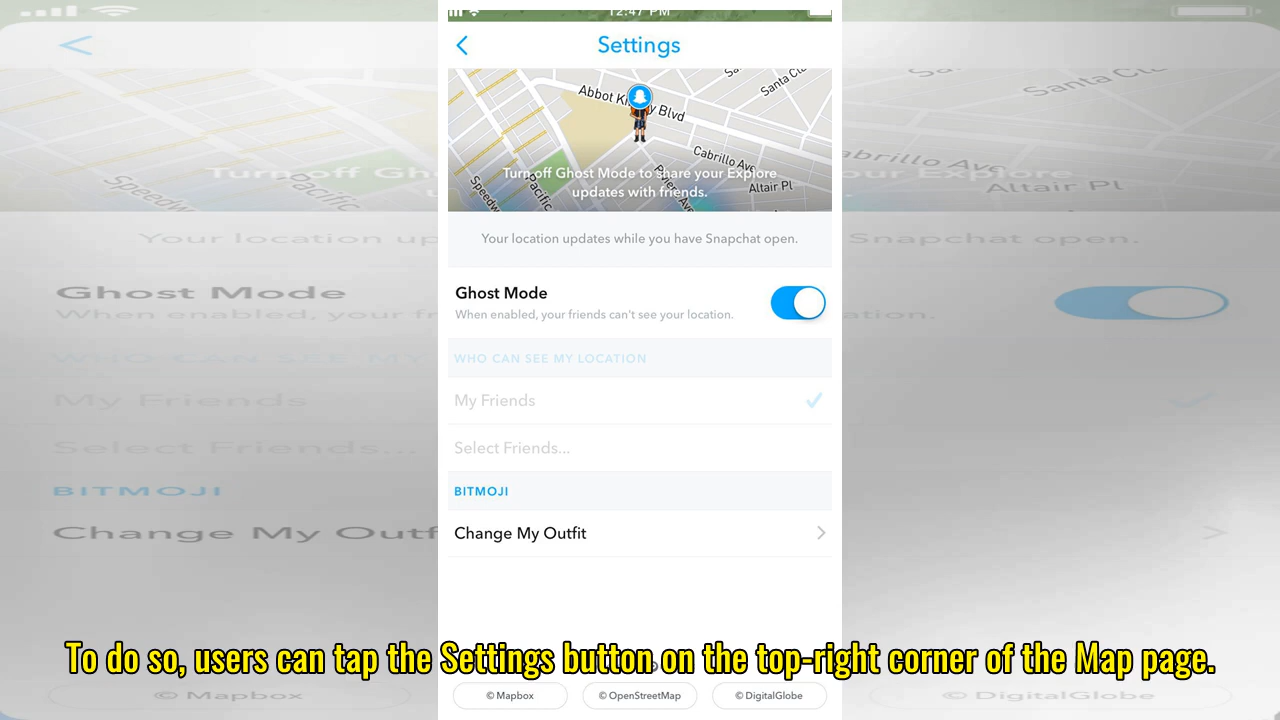 12:47 PM
Settings
Abbot Kinney Blvd
Santa Cl
Cabrillo Ave
Altair Pl
Speedw
Pacific
Turn off Ghost Mode to share your Explore
updates with friends.
Your location updates while you have Snapchat open.
Ghost Mode
When enabled, your friends can't see your location.
WHO CAN SEE MY LOCATION
My Friends
Select Friends...
BITMOJI
Change My Outfit
To do so, users can tap the Settings button on the top-right corner of the Map page.
© Mapbox
© OpenStreetMap
© DigitalGlobe